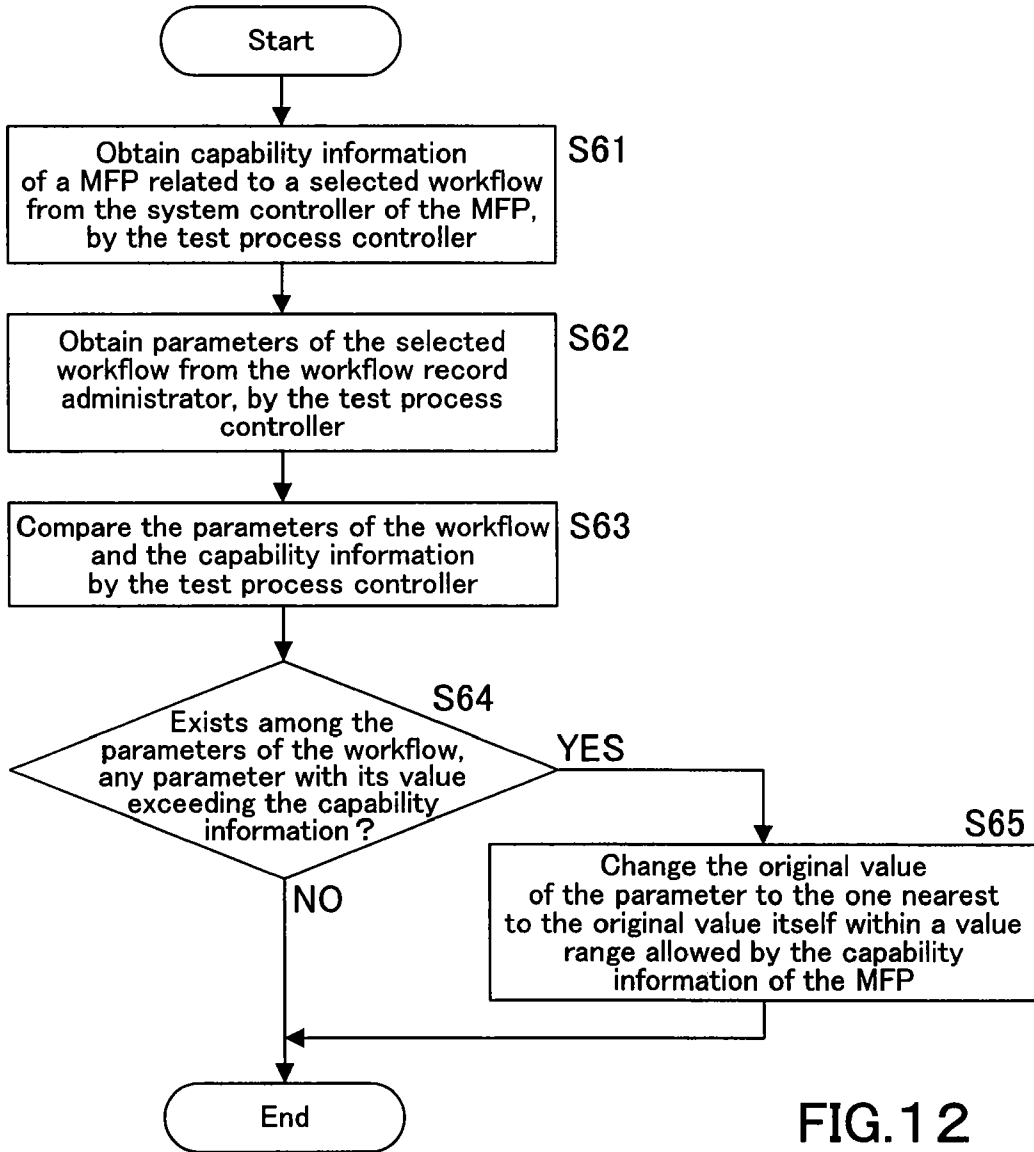 Start
Obtain capability information
of a MFP related to a selected workflow
from the system controller of the MFP,
by the test process controller
S61
Obtain parameters of the selected
workflow from the workflow record
administrator, by the test process
controller
S62
Compare the parameters of the workflow
and the capability information
by the test process controller
S63
S64
Exists among the
parameters of the workflow,
any parameter with its value
exceeding the capability
information ?
YES
NO
S65
Change the original value
of the parameter to the one nearest
to the original value itself within a value
range allowed by the capability
information of the MFP
End
FIG.12